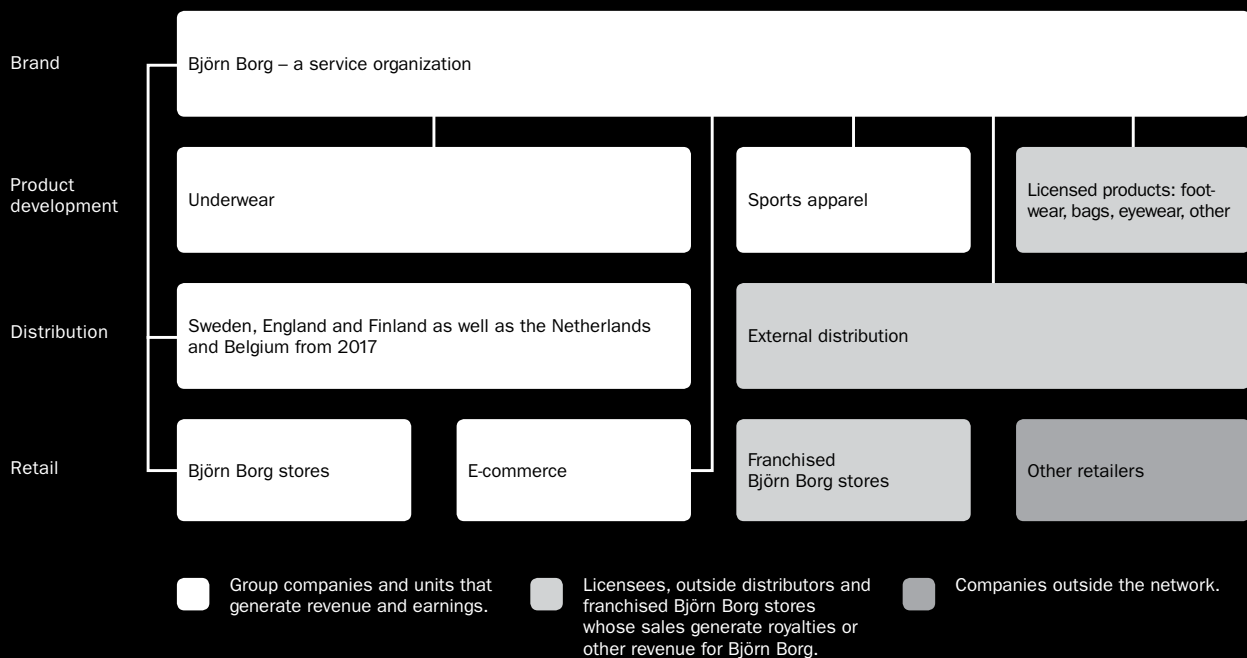 Brand
Björn Borg – a service organization
Product
development
Underwear
Sports apparel
Licensed products: foot-
wear, bags, eyewear, other
Distribution
Sweden, England and Finland as well as the Netherlands
and Belgium from 2017
External distribution
Retail
Björn Borg stores
E-commerce
Franchised
Björn Borg stores
Other retailers
Group companies and units that
generate revenue and earnings.
Licensees, outside distributors and
franchised Björn Borg stores
whose sales generate royalties or
other revenue for Björn Borg.
Companies outside the network.